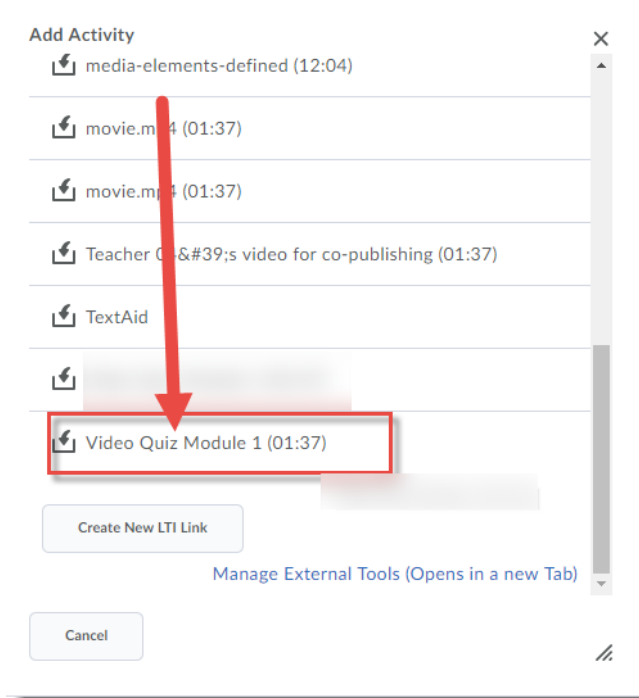 Add Activity
media-elements-defined (12:04)
movie.mp4 (01:37)
movie.mp4 (01:37)
Teacher &#39;s video for co-publishing (01:37)
TextAid
Video Quiz Module 1 (01:37)
Create New LTI Link
Manage External Tools (Opens in a new Tab)
Cancel